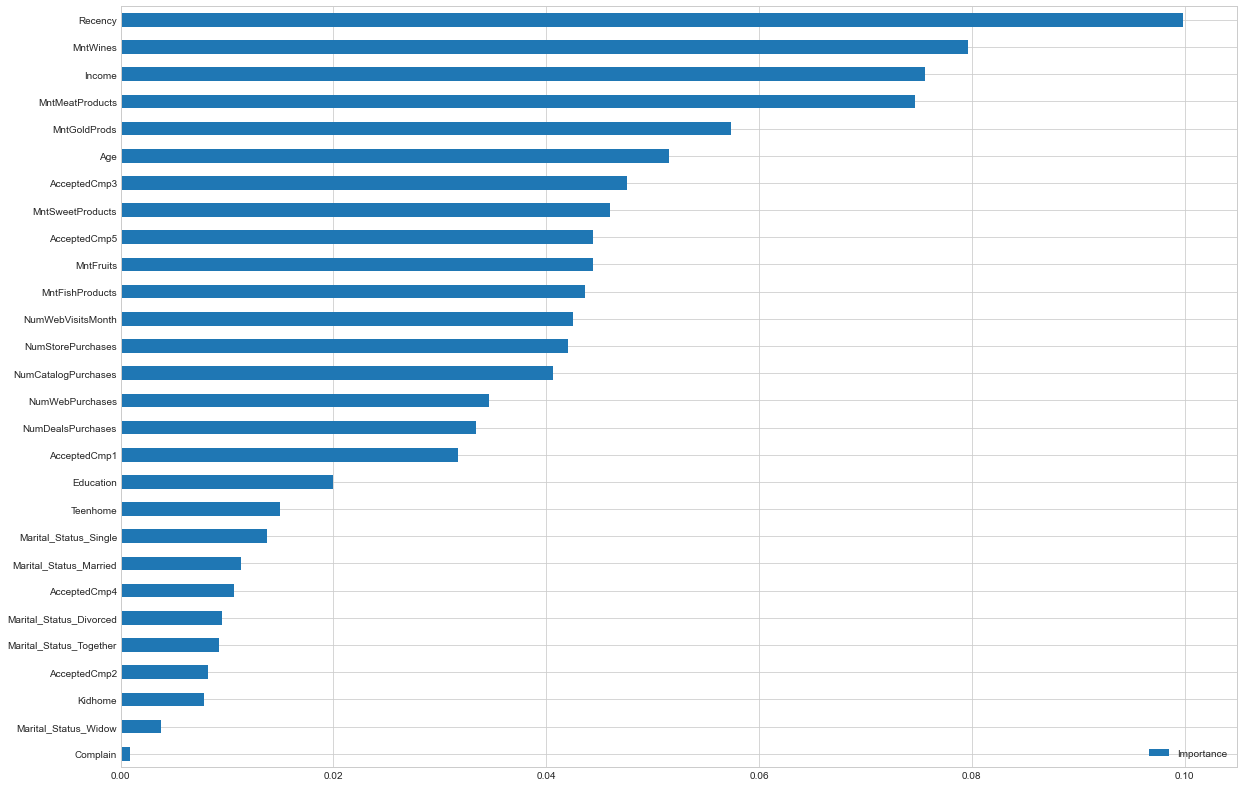 Recency
MntWines
Income
MntMeatProducts
MntGoldProds
Age
AcceptedCmp3
MntSweetProducts
AcceptedCmp5
MntFruits
MntFishProducts
NumWebVisitsMonth
NumStorePurchases
NumCatalogPurchases
NumWebPurchases
NumDealsPurchases
AcceptedCmp1
Education
Teenhome
Marital_Status_Single
Marital_Status_Married
AcceptedCmp4
Marital_Status_Divorced
Marital_Status_Together
AcceptedCmp2
Kidhome
Marital_Status_Widow
Complain
Importance
0.00 0.02 0.04 0.06 0.08 0.10